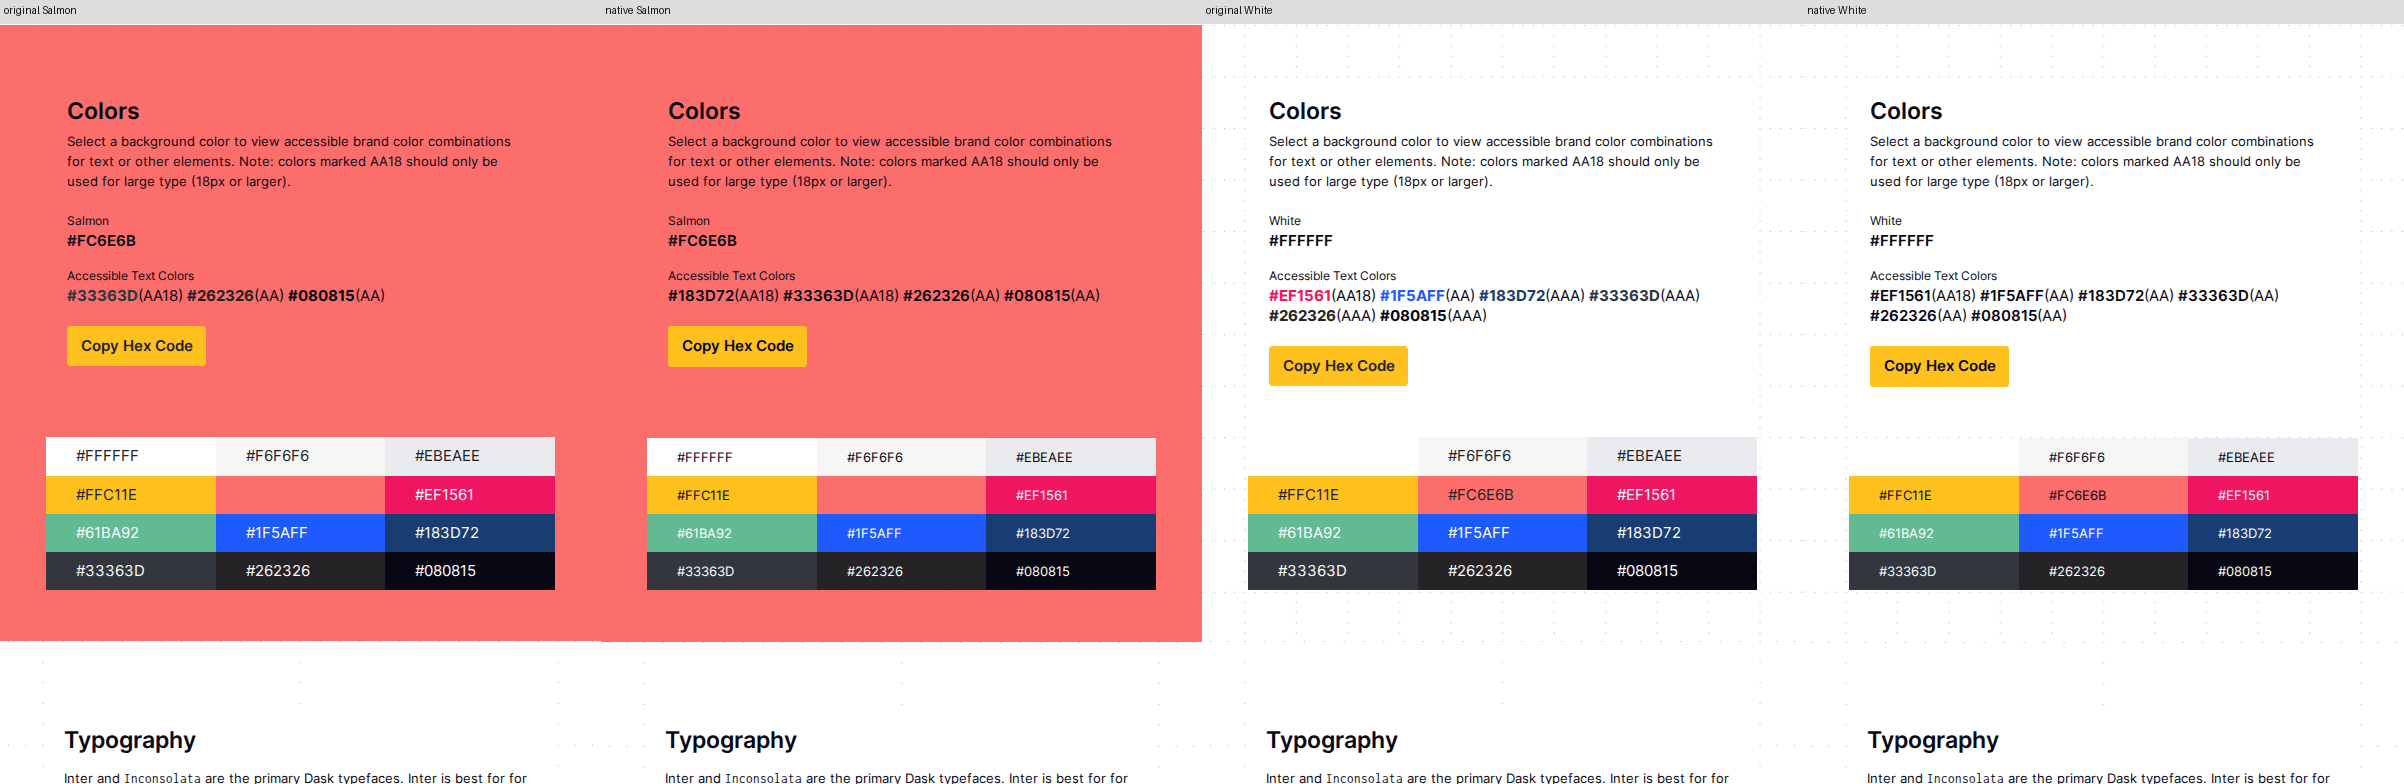 original Salmon
native Salmon
original White
native White
Colors
Select a background color to view accessible brand color combinations
for text or other elements. Note: colors marked AA18 should only be
used for large type (18px or larger).
Salmon
#FC6E6B
Accessible Text Colors
#33363D(AA18) #262326(AA) #080815(AA)
Copy Hex Code
#FFFFFF #F6F6F6 #EBEAEE
#FFC11E #EF1561
#61BA92 #1F5AFF #183D72
#33363D #262326 #080815
Typography
Inter and Inconsolata are the primary Dask typefaces. Inter is best for for
Colors
Select a background color to view accessible brand color combinations
for text or other elements. Note: colors marked AA18 should only be
used for large type (18px or larger).
Salmon
#FC6E6B
Accessible Text Colors
#183D72(AA18) #33363D(AA18) #262326(AA) #080815(AA)
Copy Hex Code
#FFFFFF #F6F6F6 #EBEAEE
#FFC11E #EF1561
#61BA92 #1F5AFF #183D72
#33363D #262326 #080815
Typography
Inter and Inconsolata are the primary Dask typefaces. Inter is best for for
Colors
Select a background color to view accessible brand color combinations
for text or other elements. Note: colors marked AA18 should only be
used for large type (18px or larger).
White
#FFFFFF
Accessible Text Colors
#EF1561(AA18) #1F5AFF(AA) #183D72(AAA) #33363D(AAA)
#262326(AAA) #080815(AAA)
Copy Hex Code
#F6F6F6 #EBEAEE
#FFC11E #FC6E6B #EF1561
#61BA92 #1F5AFF #183D72
#33363D #262326 #080815
Typography
Inter and Inconsolata are the primary Dask typefaces. Inter is best for for
Colors
Select a background color to view accessible brand color combinations
for text or other elements. Note: colors marked AA18 should only be
used for large type (18px or larger).
White
#FFFFFF
Accessible Text Colors
#EF1561(AA18) #1F5AFF(AA) #183D72(AA) #33363D(AA)
#262326(AA) #080815(AA)
Copy Hex Code
#F6F6F6 #EBEAEE
#FFC11E #FC6E6B #EF1561
#61BA92 #1F5AFF #183D72
#33363D #262326 #080815
Typography
Inter and Inconsolata are the primary Dask typefaces. Inter is best for for